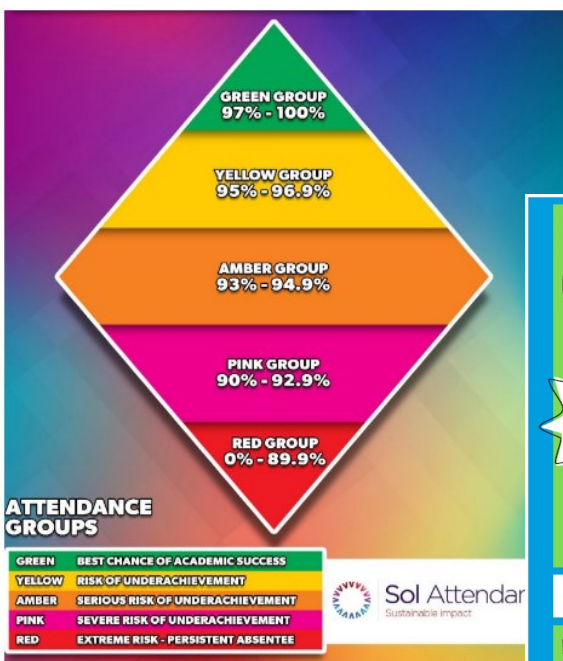 GREEN GROUP
97% - 100%
YELLOW GROUP
95% - 96.9%
AMBER GROUP
93% - 94.9%
PINK GROUP
90% - 92.9%
RED GROUP
0% - 89.9%
ATTENDANCE
GROUPS
GREEN BEST CHANCE OF ACADEMIC SUCCESS
YELLOW RISK OF UNDERACHIEVEMENT
AMBER SERIOUS RISK OF UNDERACHIEVEMENT
PINK SEVERE RISK OF UNDERACHIEVEMENT
RED EXTREME RISK - PERSISTENT ABSENTEE
Sol Attendar
Sustainable impact